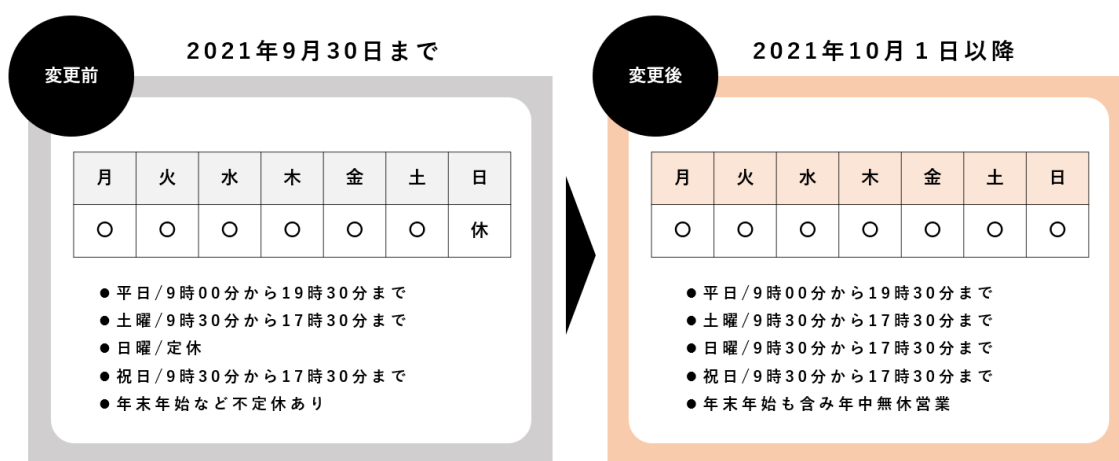 変更前
2021年9月30日まで
月 火 水 木 金 土 日
〇 〇 〇 〇 〇 〇 休
●平日/9時00分から19時30分まで
●土曜/9時30分から17時30分まで
●日曜/定休
●祝日/9時30分から17時30分まで
●年末年始など不定休あり
変更後
2021年10月１日以降
月 火 水 木 金 土 日
〇 〇 〇 〇 〇 〇 〇
●平日/9時00分から19時30分まで
●土曜/9時30分から17時30分まで
●日曜/9時30分から17時30分まで
●祝日/9時30分から17時30分まで
●年末年始も含み年中無休営業